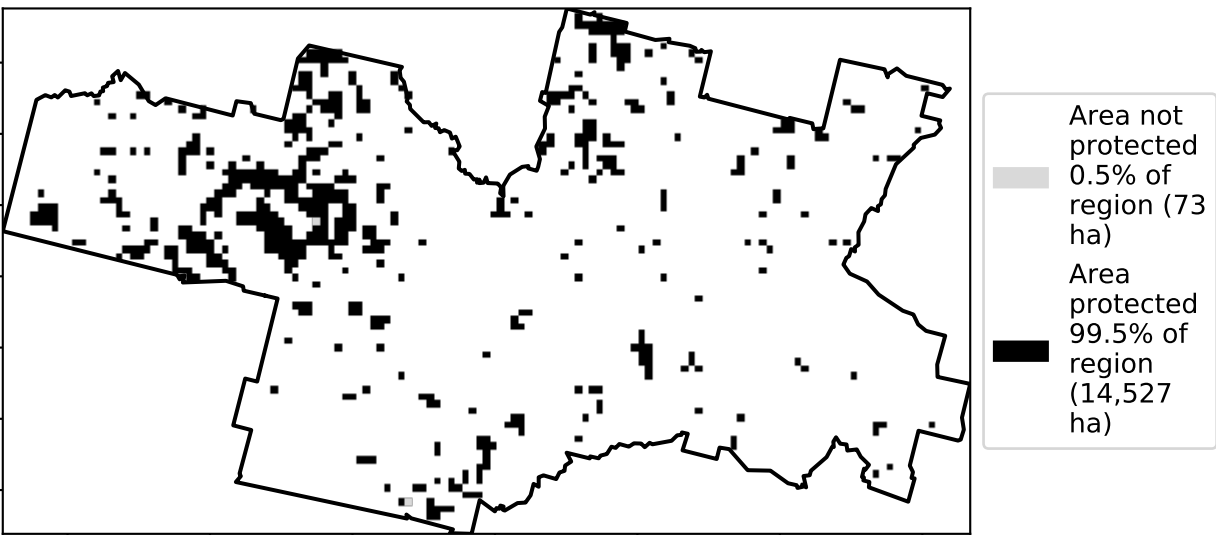 Area not
protected
0.5% of
region (73
ha)
Area
protected
99.5% of
region
(14,527
ha)